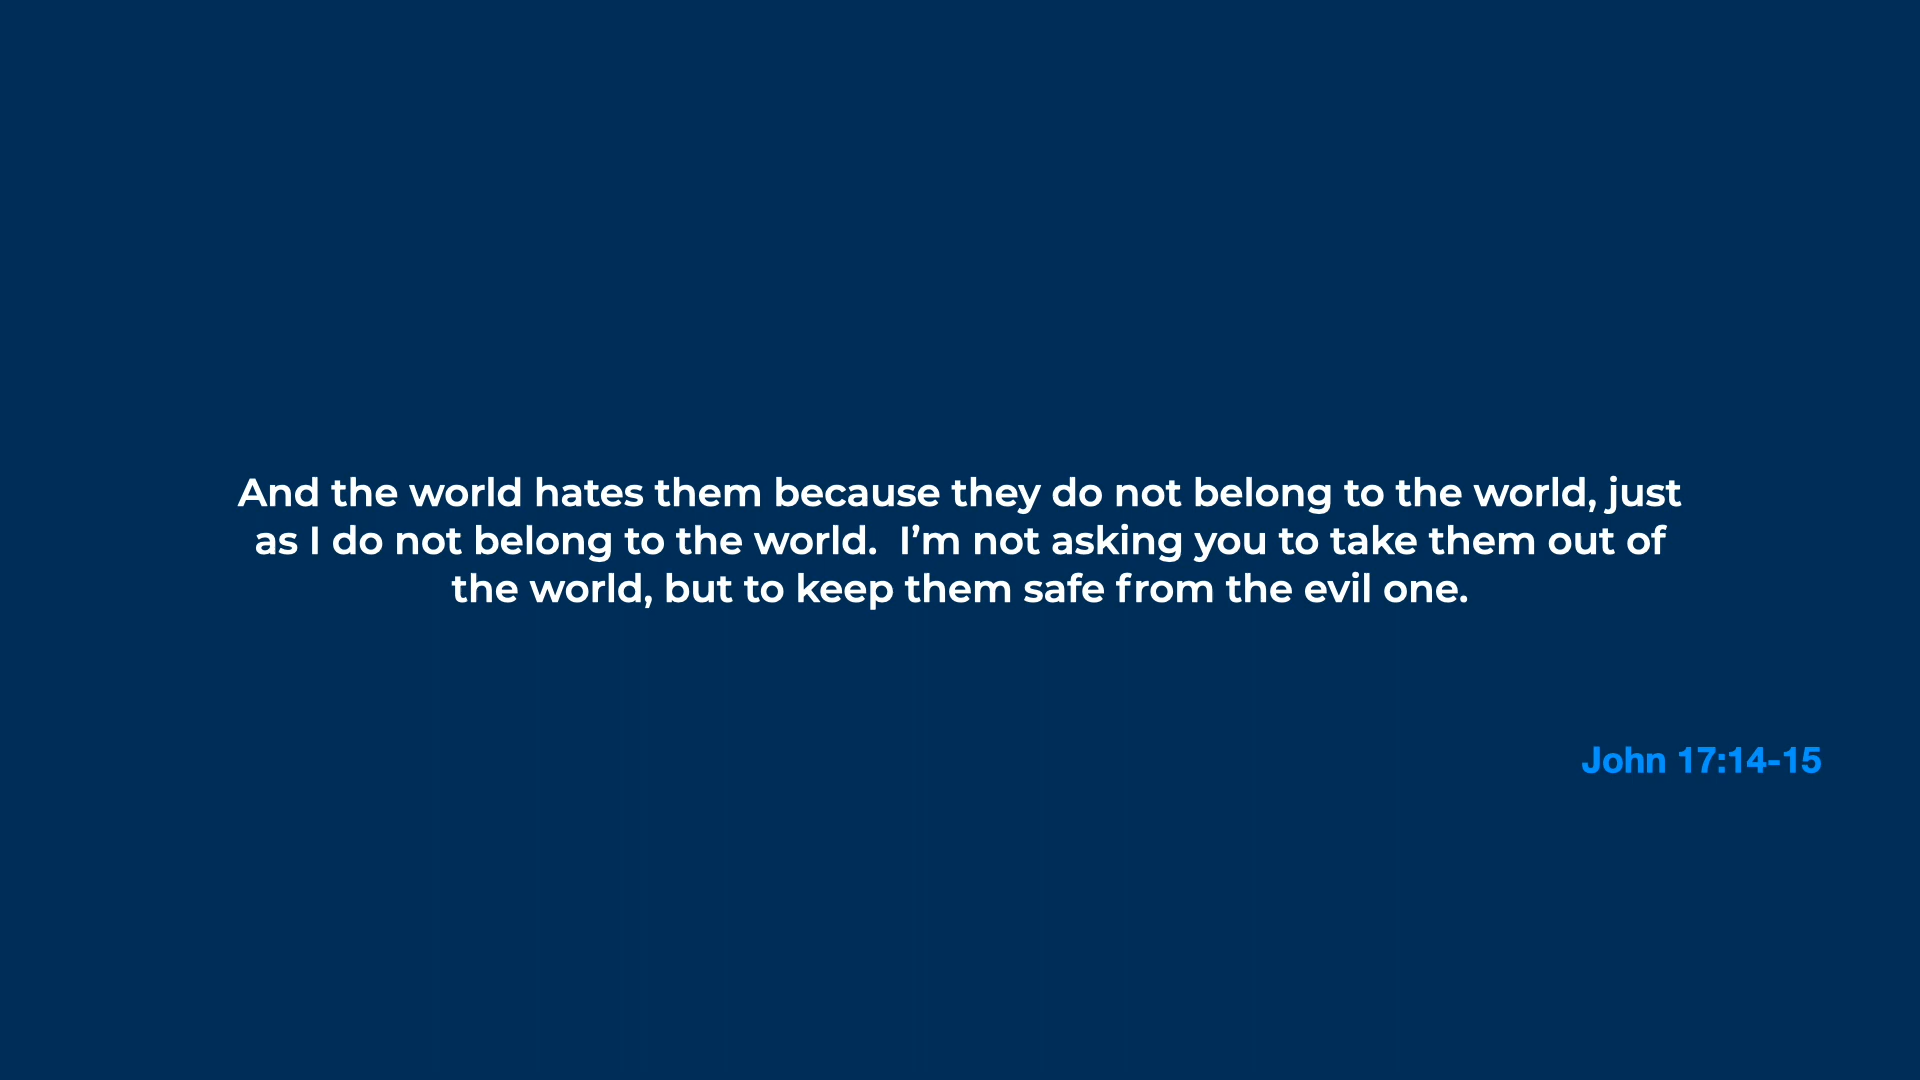 And the world hates them because they do not belong to the world, just
as I do not belong to the world.  I’m not asking you to take them out of
the world, but to keep them safe from the evil one.
John 17:14-15